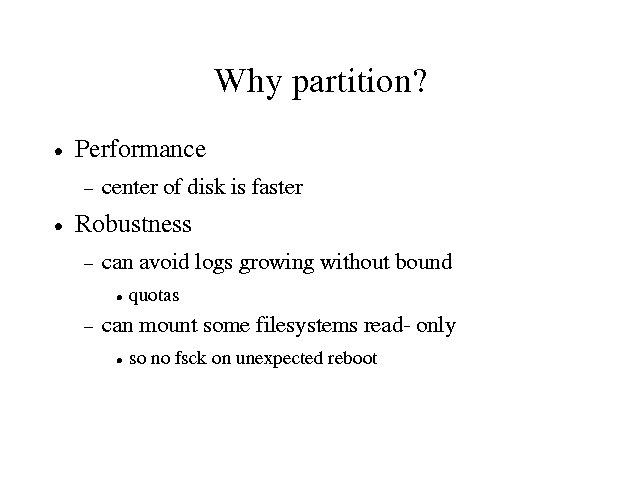 Why partition?
• Performance
– center of disk is faster
• Robustness
– can avoid logs growing without bound
• quotas
– can mount some filesystems read- only
• so no fsck on unexpected reboot